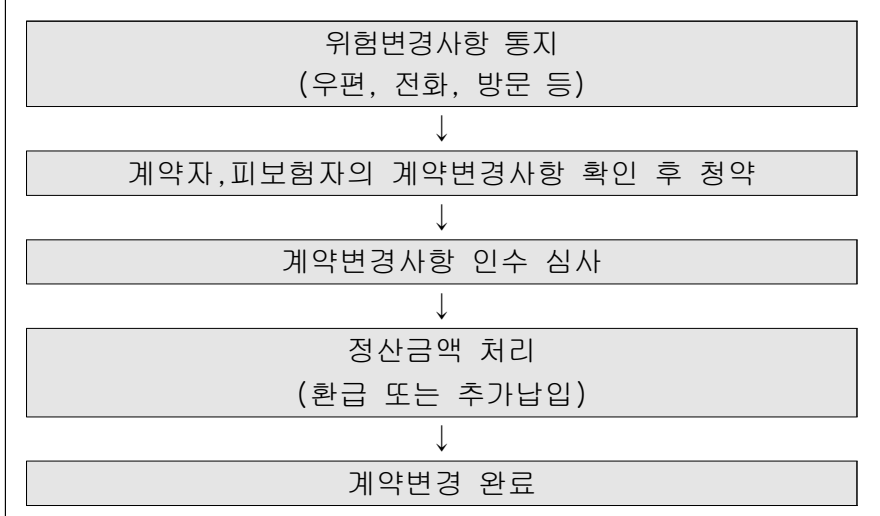 위험변경사항 통지
(우편, 전화, 방문 등)
↓
계약자,피보험자의 계약변경사항 확인 후 청약
↓
계약변경사항 인수 심사
↓
정산금액 처리
(환급 또는 추가납입)
↓
계약변경 완료